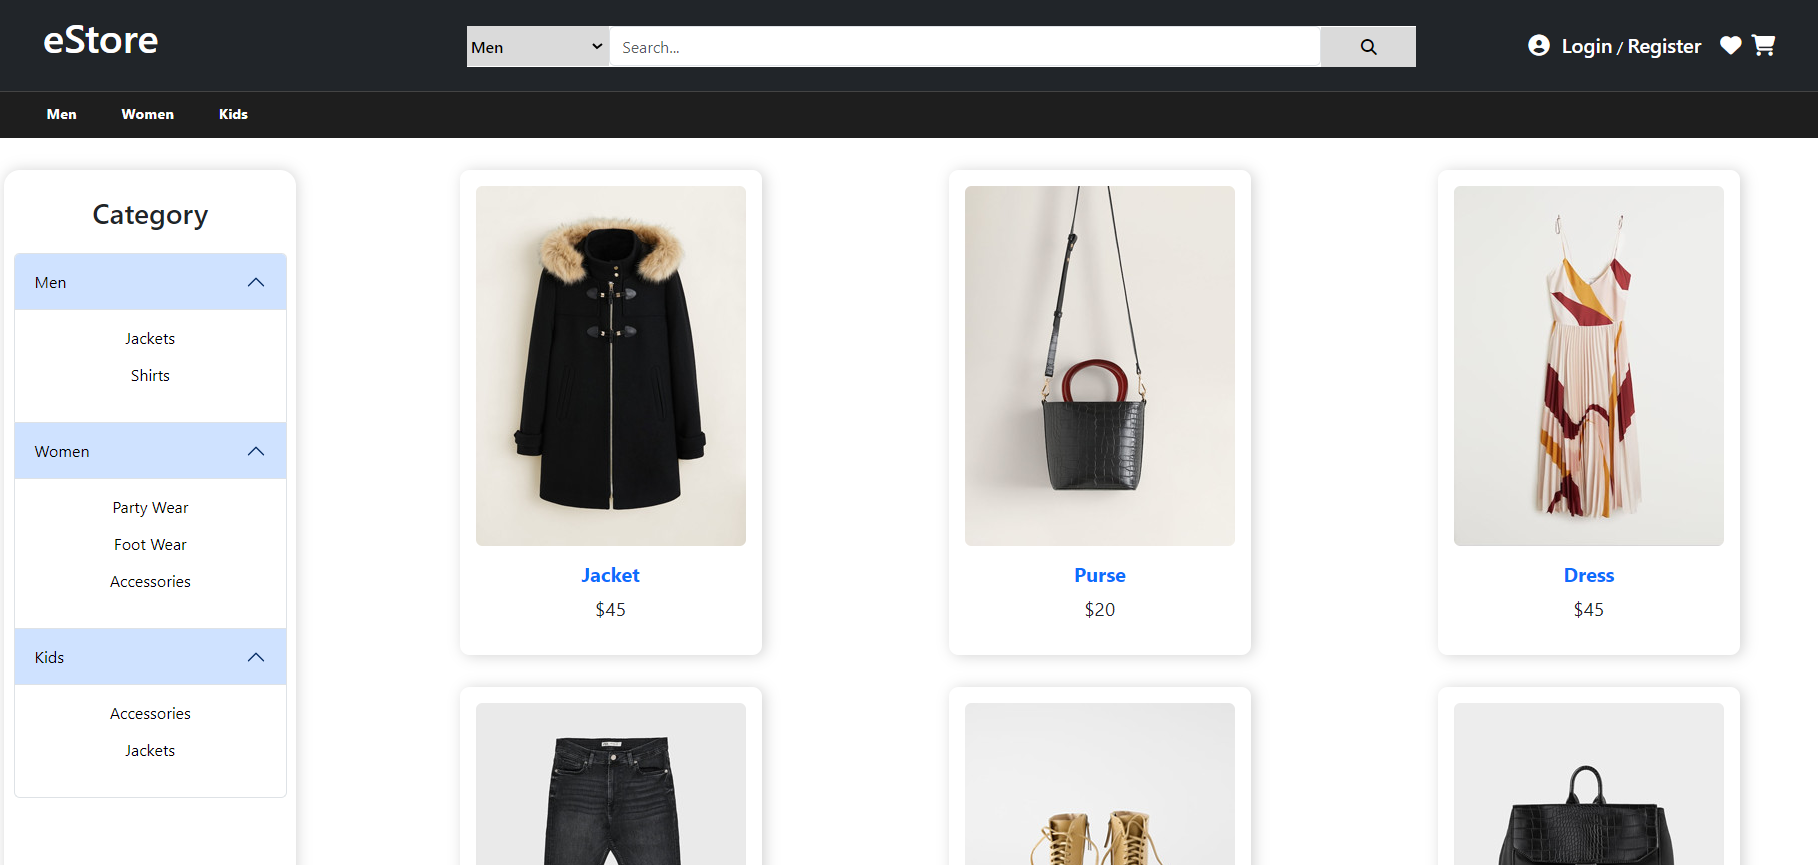 eStore
Men
Search...
Login / Register
Men
Women
Kids
Category
Men
Jackets
Shirts
Women
Party Wear
Foot Wear
Accessories
Kids
Accessories
Jackets
Jacket
$45
Purse
$20
Dress
$45